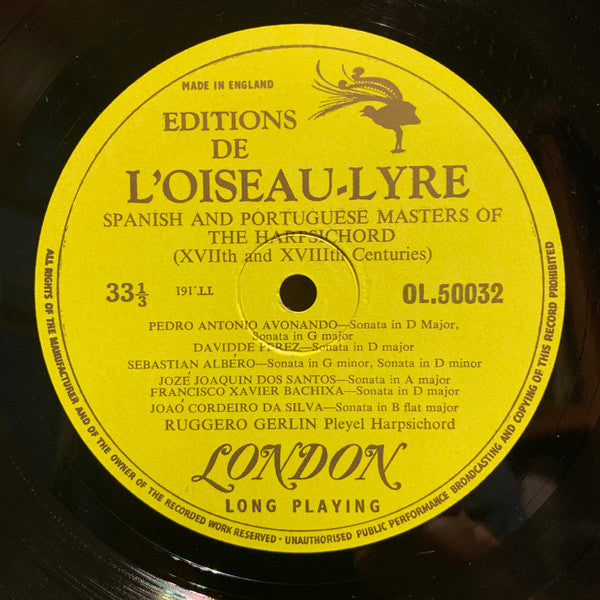 MADE IN ENGLAND
EDITIONS
DE
L'OISEAU-LYRE
SPANISH AND PORTUGUESE MASTERS OF
THE HARPSICHORD
(XVIIth and XVIIIth Centuries)
33⅓ TT.161 OL.50032
PEDRO ANTONIO AVONANDO—Sonata in D Major,
Sonata in G major
DAVIDDE PEREZ—Sonata in D major
SEBASTIAN ALBÉRO—Sonata in G minor, Sonata in D minor
JOZÉ JOAQUIN DOS SANTOS—Sonata in A major
FRANCISCO XAVIER BACHIXA—Sonata in D major
JOAÕ CORDEIRO DA SILVA—Sonata in B flat major
RUGGERO GERLIN Pleyel Harpsichord
LONDON
LONG PLAYING
ALL RIGHTS OF THE MANUFACTURER AND OF THE OWNER OF THE RECORDED WORK RESERVED · UNAUTHORISED PUBLIC PERFORMANCE BROADCASTING AND COPYING OF THIS RECORD PROHIBITED